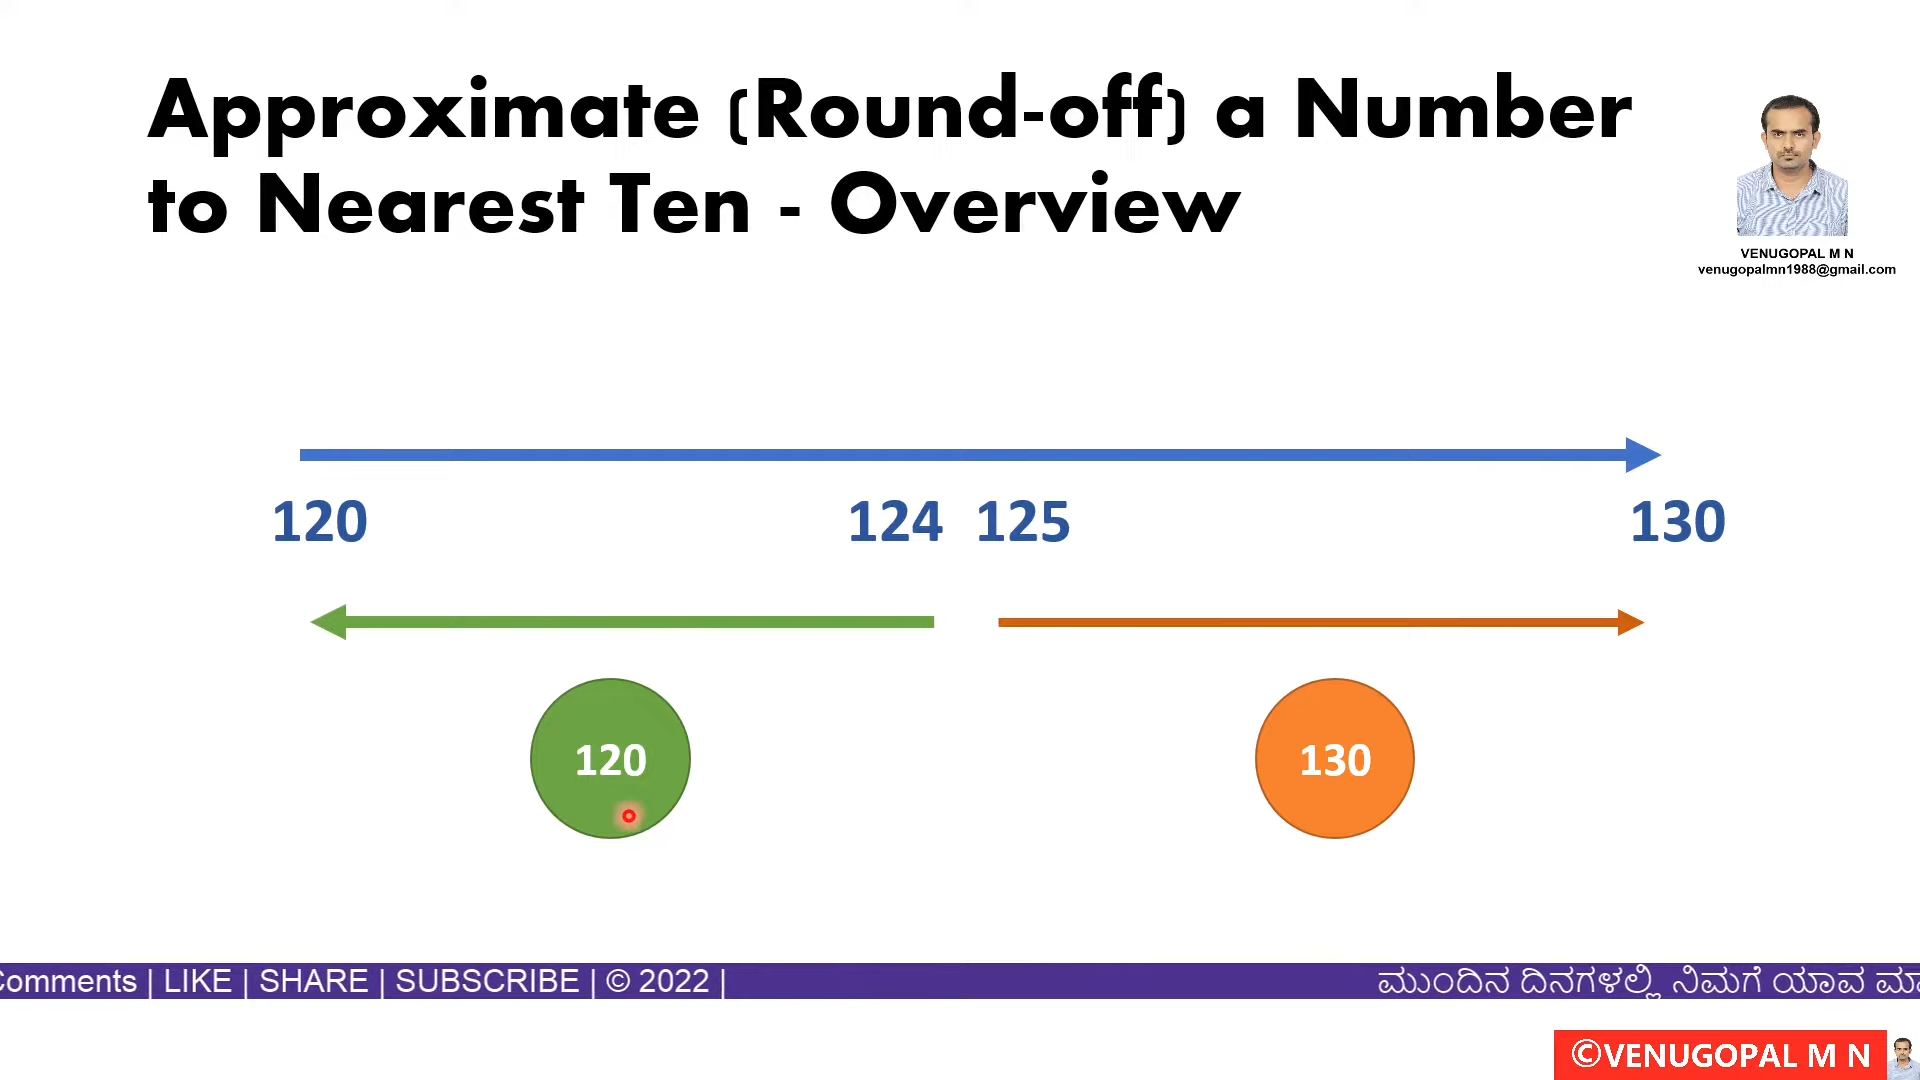 Approximate (Round-off) a Number
to Nearest Ten - Overview
VENUGOPAL M N
venugopalmn1988@gmail.com
120 124 125 130
120 130
Comments | LIKE | SHARE | SUBSCRIBE | © 2022 | ಮುಂದಿನ ದಿನಗಳಲ್ಲಿ ನಿಮಗೆ ಯಾವ
©VENUGOPAL M N